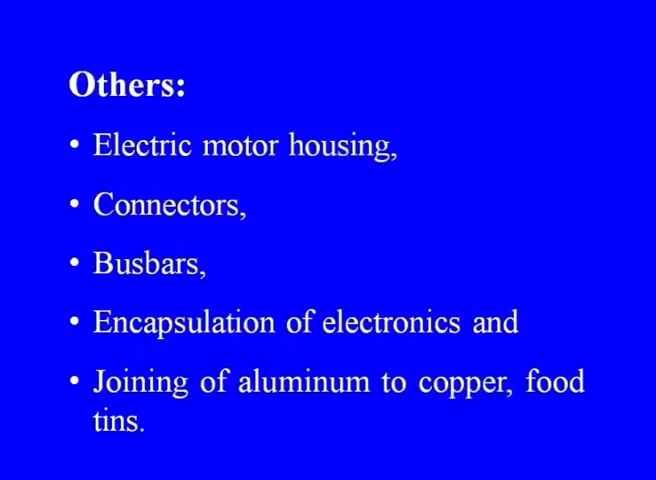 Others:
• Electric motor housing,
• Connectors,
• Busbars,
• Encapsulation of electronics and
• Joining of aluminum to copper, food
tins.